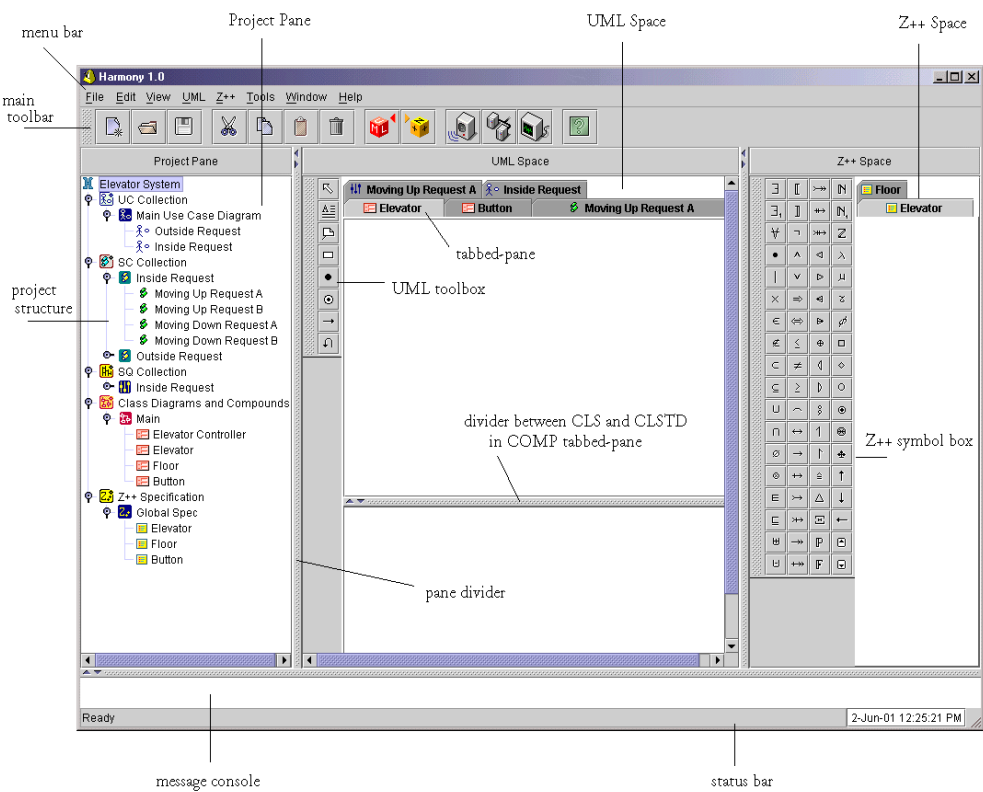 Project Pane
UML Space
Z++ Space
menu bar
Harmony 1.0
File Edit View UML Z++ Tools Window Help
main
toolbar
Project Pane
UML Space
Z++ Space
Elevator System
UC Collection
Main Use Case Diagram
Outside Request
Inside Request
SC Collection
Inside Request
Moving Up Request A
Moving Up Request B
Moving Down Request A
Moving Down Request B
Outside Request
SQ Collection
Inside Request
Class Diagrams and Compounds
Main
Elevator Controller
Elevator
Floor
Button
Z++ Specification
Global Spec
Elevator
Floor
Button
project
structure
Moving Up Request A Inside Request
Elevator Button Moving Up Request A
tabbed-pane
UML toolbox
divider between CLS and CLSTD
in COMP tabbed-pane
pane divider
Floor
Elevator
Z++ symbol box
Ready
2-Jun-01 12:25:21 PM
message console
status bar